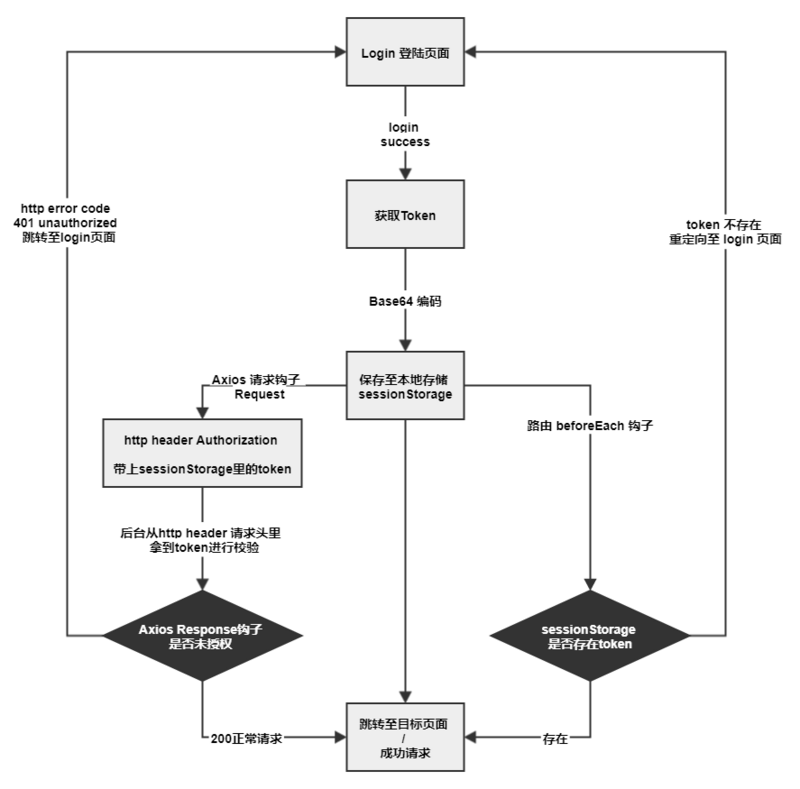 Login 登陆页面
login
success
http error code
401 unauthorized
跳转至login页面
获取Token
token 不存在
重定向至 login 页面
Base64 编码
Axios 请求钩子
Request
保存至本地存储
sessionStorage
http header Authorization
带上sessionStorage里的token
路由 beforeEach 钩子
后台从http header 请求头里
拿到token进行校验
Axios Response钩子
是否未授权
sessionStorage
是否存在token
200正常请求
跳转至目标页面
/
成功请求
存在